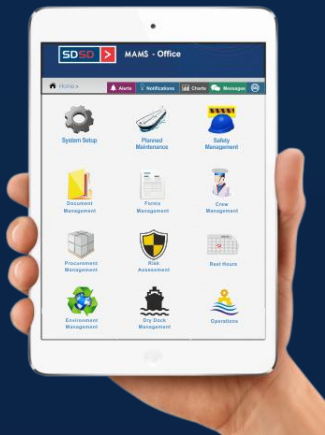 SDSD MAMS - Office
Home»
Alerts
Notifications
Charts
Messages
System Setup
Planned
Maintenance
Safety
Management
Document
Management
Forms
Management
Crew
Management
Procurement
Management
Risk
Assessment
Rest Hours
Environment
Management
Dry Dock
Management
Operations